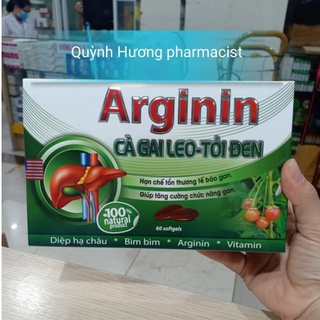 Quỳnh Hương pharmacist
Arginin
CÀ GAI LEO-TỎI ĐEN
Hạn chế tổn thương tế bào gan.
Giúp tăng cường chức năng gan.
100%
natural
product
60 softgels
Diệp hạ châu * Bìm bìm * Arginin * Vitamin